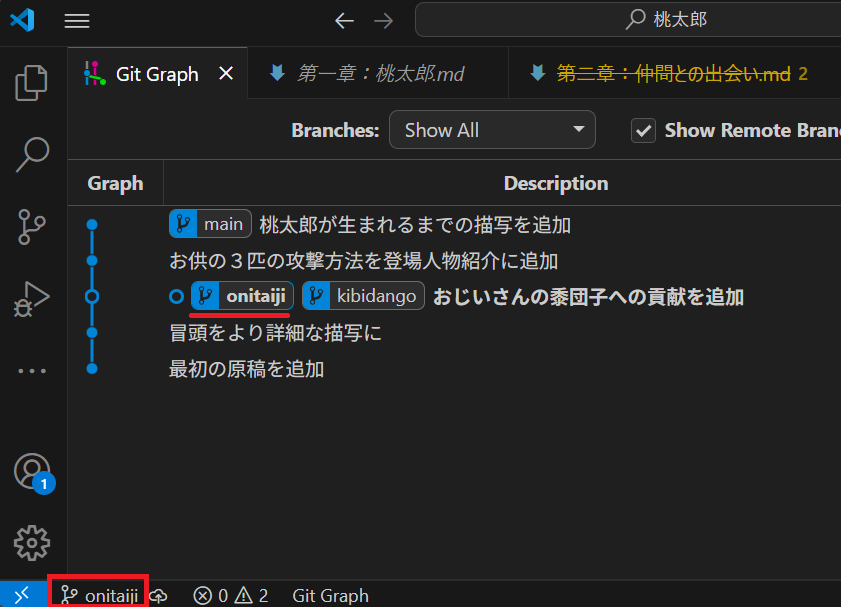 桃太郎
Git Graph
第一章：桃太郎.md
第二章：仲間との出会い.md 2
Branches: Show All Show Remote Bran
Graph Description
main 桃太郎が生まれるまでの描写を追加
お供の３匹の攻撃方法を登場人物紹介に追加
onitaiji kibidango おじいさんの黍団子への貢献を追加
冒頭をより詳細な描写に
最初の原稿を追加
1
onitaiji 0 2 Git Graph